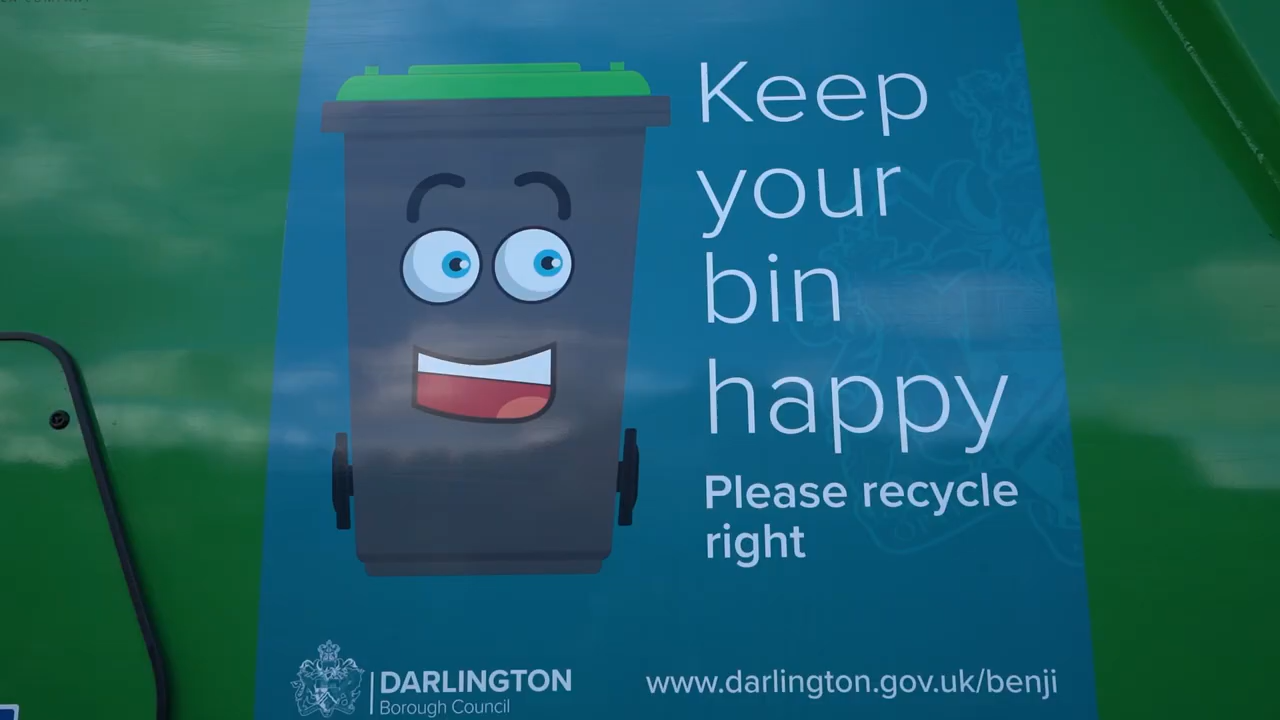 Keep
your
bin
happy
Please recycle
right
DARLINGTON
Borough Council
www.darlington.gov.uk/benji